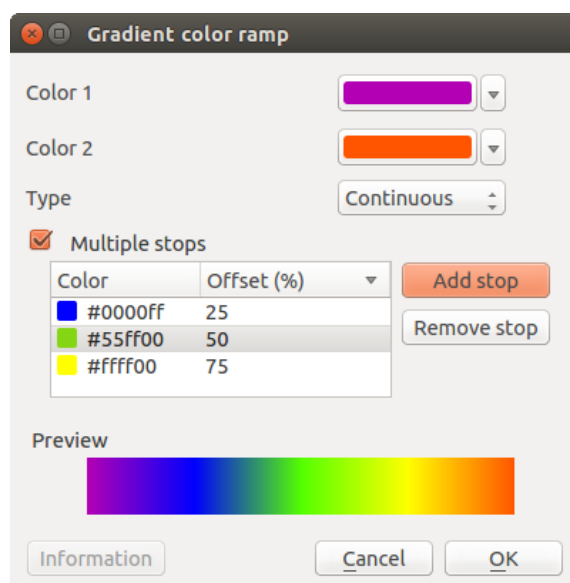 Gradient color ramp
Color 1
Color 2
Type Continuous
Multiple stops
Color Offset (%) Add stop
#0000ff 25
#55ff00 50 Remove stop
#ffff00 75
Preview
Information Cancel OK